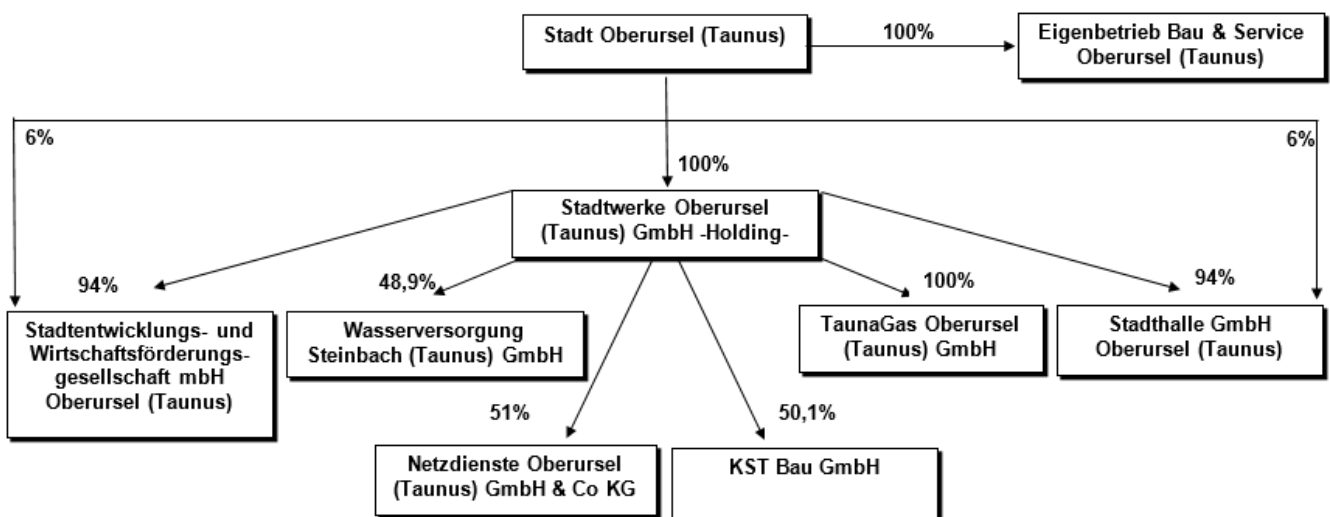 Stadt Oberursel (Taunus)
100%
Eigenbetrieb Bau & Service
Oberursel (Taunus)
6%
6%
100%
Stadtwerke Oberursel
(Taunus) GmbH -Holding-
94%
48,9%
100%
94%
Stadtentwicklungs- und
Wirtschaftsförderungs-
gesellschaft mbH
Oberursel (Taunus)
Wasserversorgung
Steinbach (Taunus) GmbH
TaunaGas Oberursel
(Taunus) GmbH
Stadthalle GmbH
Oberursel (Taunus)
51%
50,1%
Netzdienste Oberursel
(Taunus) GmbH & Co KG
KST Bau GmbH